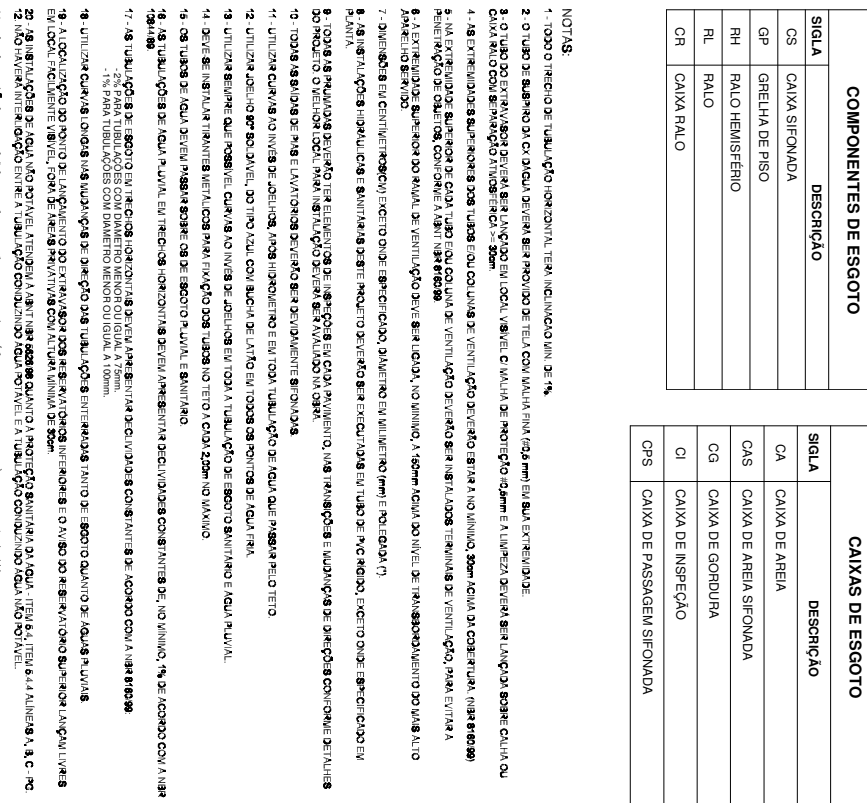 COMPONENTES DE ESGOTO
SIGLA DESCRIÇÃO
CS CAIXA SIFONADA
GP GRELHA DE PISO
RH RALO HEMISFÉRIO
RL RALO
CR CAIXA RALO
CAIXAS DE ESGOTO
SIGLA DESCRIÇÃO
CA CAIXA DE AREIA
CAS CAIXA DE AREIA SIFONADA
CG CAIXA DE GORDURA
CI CAIXA DE INSPEÇÃO
CPS CAIXA DE PASSAGEM SIFONADA
NOTAS:
1 - TODO O TRECHO DE TUBULAÇÃO HORIZONTAL TERÁ INCLINACAO MIN. DE 1%.
2 - O TUBO DE SUSPIRO DA CX DÁGUA DEVERÁ SER PROVIDO DE TELA COM MALHA FINA (#0,5 mm) EM SUA EXTREMIDADE.
3 - O TUBO DO EXTRAVASOR DEVERÁ SER LANÇADO EM LOCAL VISÍVEL C/ MALHA DE PROTEÇÃO #0,5mm E A LIMPEZA DEVERÁ SER LANÇADA SOBRE CALHA OU
CAIXA RALO COM SEPARAÇÃO ATMOSFÉRICA >= 30cm.
4 - AS EXTREMIDADES SUPERIORES DOS TUBOS E/OU COLUNAS DE VENTILAÇÃO DEVERÃO ESTAR A NO MÍNIMO, 30cm ACIMA DA COBERTURA. (NBR 8160/99)
5 - NA EXTREMIDADE SUPERIOR DE CADA TUBO E/OU COLUNA DE VENTILAÇÃO DEVERÃO SER INSTALADOS TERMINAIS DE VENTILAÇÃO, PARA EVITAR A
PENETRAÇÃO DE OBJETOS, CONFORME A ABNT NBR 8160/99
6 - A EXTREMIDADE SUPERIOR DO RAMAL DE VENTILAÇÃO DEVE SER LIGADA, NO MINIMO, A 150mm ACIMA DO NÍVEL DE TRANSBORDAMENTO DO MAIS ALTO
APARELHO SERVIDO.
7 - DIMENSÕES EM CENTÍMETROS(CM) EXCETO ONDE ESPECIFICADO, DIÂMETRO EM MILIMETRO (mm) E POLEGADA (").
8 - AS INSTALAÇÕES HIDRÁULICAS E SANITÁRIAS DESTE PROJETO DEVERÃO SER EXECUTADAS EM TUBO DE PVC RÍGIDO, EXCETO ONDE ESPECIFICADO EM
PLANTA.
9 - TODAS AS PRUMADAS DEVERÃO TER ELEMENTOS DE INSPEÇÕES EM CADA PAVIMENTO, NAS TRANSIÇÕES E MUDANÇAS DE DIREÇÕES CONFORME DETALHES
DO PROJETO. O MELHOR LOCAL PARA INSTALAÇÃO DEVERÁ SER AVALIADO NA OBRA.
10 - TODAS AS SAÍDAS DE PIAS E LAVATÓRIOS DEVERÃO SER DEVIDAMENTE SIFONADAS.
11 - UTILIZAR CURVAS AO INVÉS DE JOELHOS, APOS HIDROMETRO E EM TODA TUBULAÇÃO DE ÁGUA QUE PASSAR PELO TETO.
12 - UTILIZAR JOELHO 90° SOLDÁVEL, DO TIPO AZUL COM BUCHA DE LATÃO EM TODOS OS PONTOS DE AGUA FRIA.
13 - UTILIZAR SEMPRE QUE POSSÍVEL CURVAS AO INVÉS DE JOELHOS EM TODA A TUBULAÇÃO DE ESGOTO SANITÁRIO E AGUA PLUVIAL.
14 - DEVE-SE INSTALAR TIRANTES METÁLICOS PARA FIXAÇÃO DOS TUBOS NO TETO A CADA 2,00m NO MÁXIMO.
15 - OS TUBOS DE AGUA DEVEM PASSAR SOBRE OS DE ESGOTO PLUVIAL E SANITÁRIO.
16 - AS TUBULAÇÕES DE AGUA PLUVIAL EM TRECHOS HORIZONTAIS DEVEM APRESENTAR DECLIVIDADES CONSTANTES DE, NO MÍNIMO, 1% DE ACORDO COM A NBR
10844/89
17 - AS TUBULAÇÕES DE ESGOTO EM TRECHOS HORIZONTAIS DEVEM APRESENTAR DECLIVIDADES CONSTANTES DE ACORDO COM A NBR 8160/99:
- 2% PARA TUBULAÇÕES COM DIAMETRO MENOR OU IGUAL A 75mm.
- 1% PARA TUBULAÇÕES COM DIAMETRO MENOR OU IGUAL A 100mm.
18 - UTILIZAR CURVAS LONGAS NAS MUDANÇAS DE DIREÇÃO DAS TUBULAÇÕES ENTERRADAS TANTO DE ESGOTO QUANTO DE AGUAS PLUVIAIS.
19 - A LOCALIZAÇÃO DO PONTO DE LANÇAMENTO DO EXTRAVASOR DOS RESERVATÓRIOS INFERIORES E O AVISO DO RESERVATÓRIO SUPERIOR LANÇAM LIVRES
EM LOCAL FACILMENTE VISÍVEL, FORA DE ÁREAS PRIVATIVAS COM ALTURA MÍNIMA DE 30cm.
20 - AS INSTALAÇÕES DE ÁGUA NÃO POTÁVEL ATENDEM A ABNT NBR 5626/98 QUANTO À PROTEÇÃO SANITÁRIA DA ÁGUA - ITEM 5.4, ITEM 5.4.4 ALÍNEAS A, B, C - PG.
12. NÃO HAVERÁ INTERLIGAÇÃO ENTRE A TUBULAÇÃO CONDUZINDO ÁGUA POTÁVEL E A TUBULAÇÃO CONDUZINDO ÁGUA NÃO POTÁVEL.